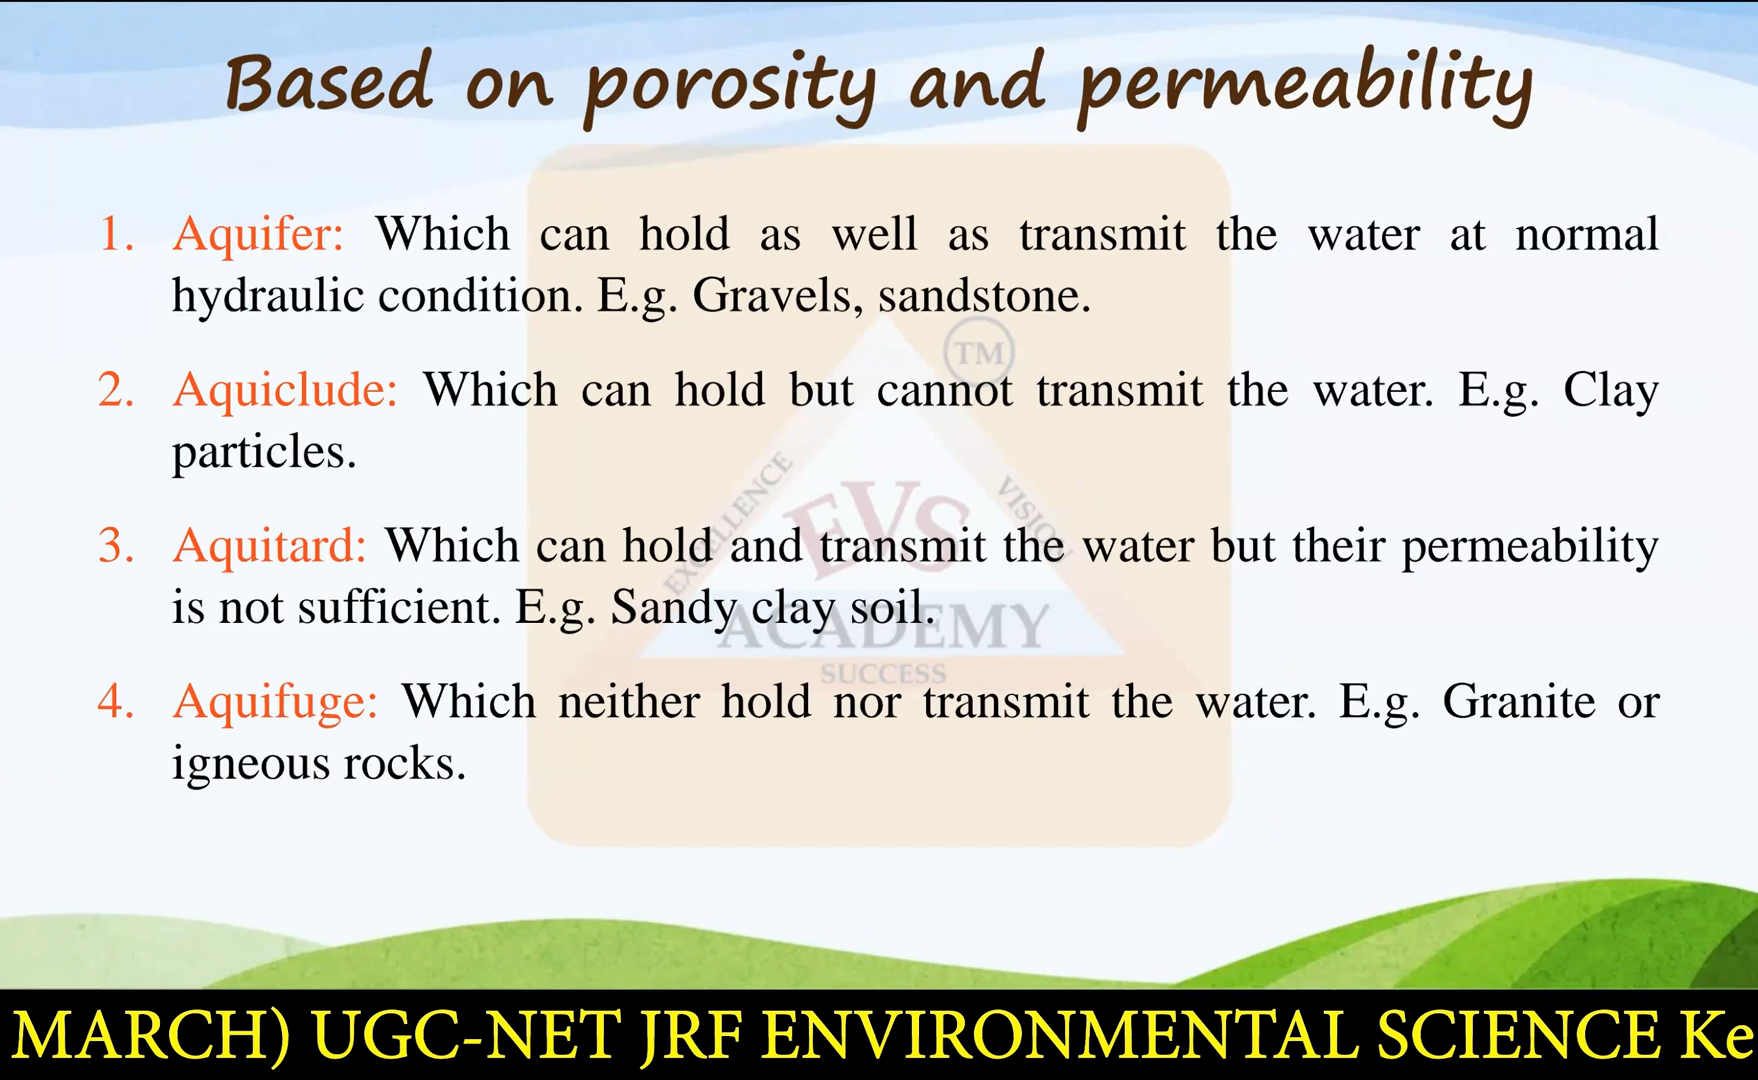 Based on porosity and permeability
1. Aquifer: Which can hold as well as transmit the water at normal
hydraulic condition. E.g. Gravels, sandstone.
TM
2. Aquiclude: Which can hold but cannot transmit the water. E.g. Clay
particles.
EXCELLENCE
VISION
EVS
3. Aquitard: Which can hold and transmit the water but their permeability
is not sufficient. E.g. Sandy clay soil.
ACADEMY
SUCCESS
4. Aquifuge: Which neither hold nor transmit the water. E.g. Granite or
igneous rocks.
MARCH) UGC-NET JRF ENVIRONMENTAL SCIENCE Ke